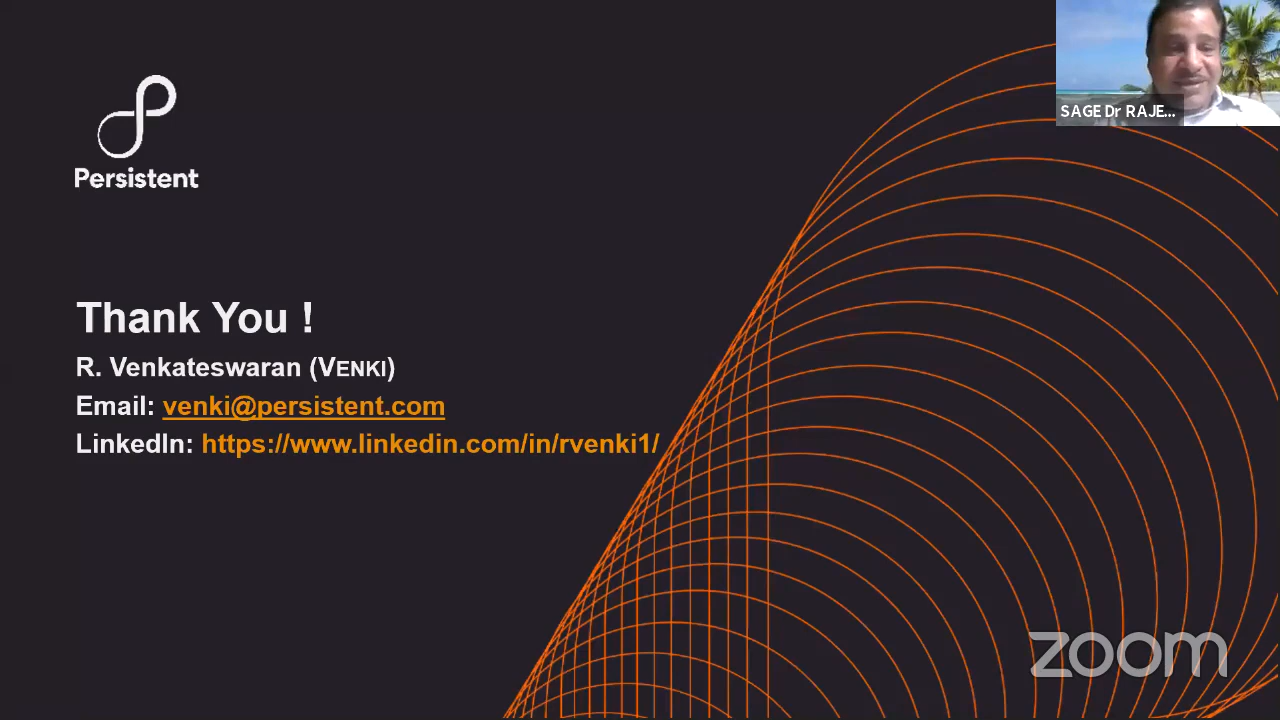 SAGE Dr RAJE...
Persistent
Thank You !
R. Venkateswaran (VENKI)
Email: venki@persistent.com
LinkedIn: https://www.linkedin.com/in/rvenki1/
zoom